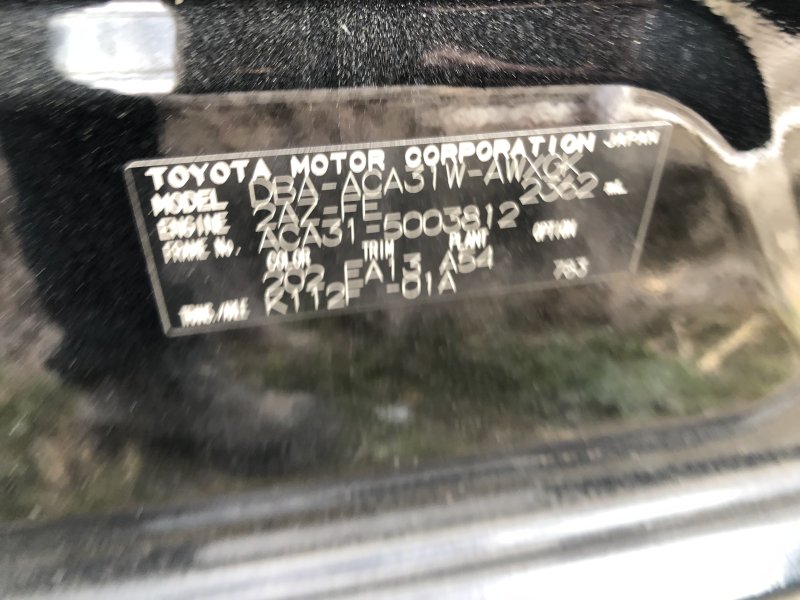 TOYOTA MOTOR CORPORATION JAPAN
MODEL DBA-ACA31W-AWXGK
ENGINE 2AZ-FE 2362 mL
FRAME No. ACA31-5003812
COLOR TRIM PLANT OPTION
202 FA13 A54 783
TRANS/AXLE K112F -01A